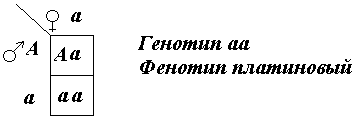 ♀ a
♂ A Aa
a aa
Генотип аа
Фенотип платиновый